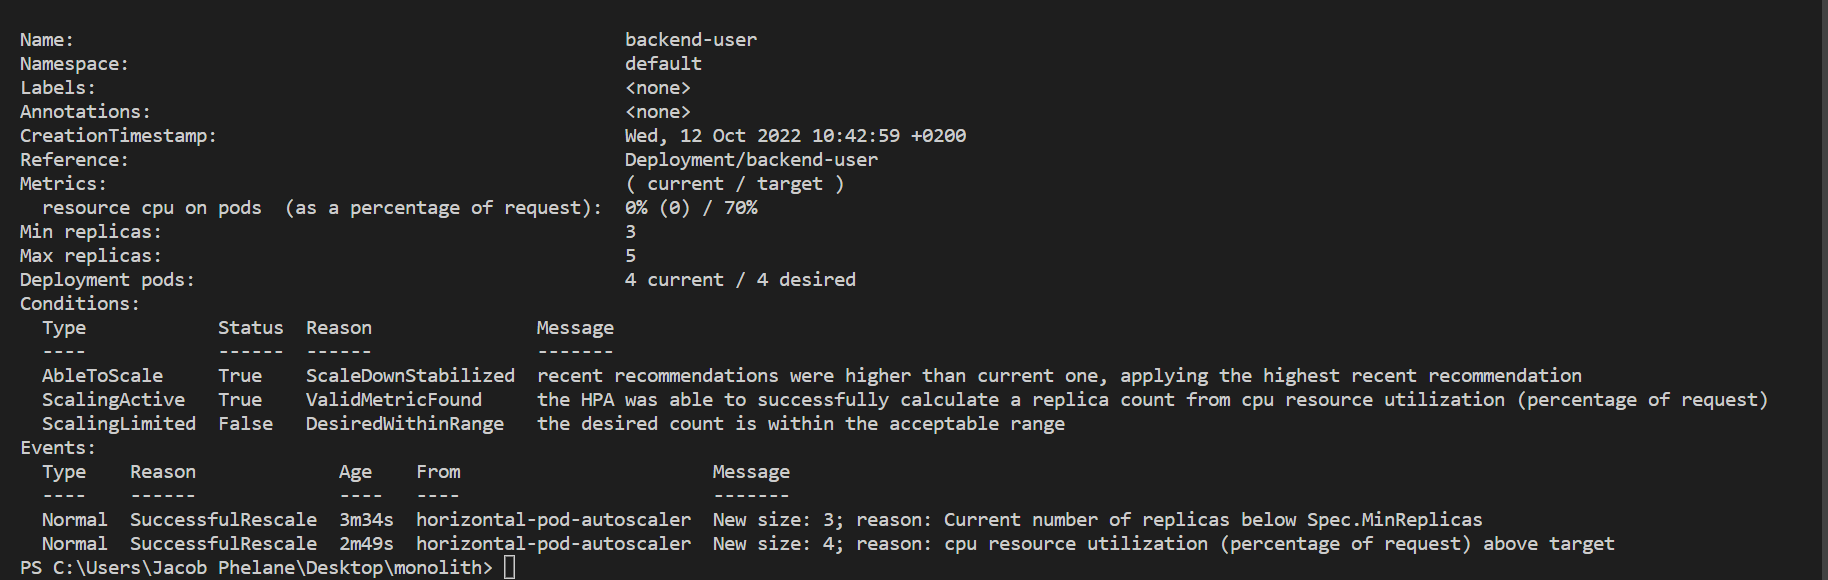 Name: backend-user
Namespace: default
Labels: <none>
Annotations: <none>
CreationTimestamp: Wed, 12 Oct 2022 10:42:59 +0200
Reference: Deployment/backend-user
Metrics: ( current / target )
resource cpu on pods (as a percentage of request): 0% (0) / 70%
Min replicas: 3
Max replicas: 5
Deployment pods: 4 current / 4 desired
Conditions:
Type Status Reason Message
---- ------ ------ -------
AbleToScale True ScaleDownStabilized recent recommendations were higher than current one, applying the highest recent recommendation
ScalingActive True ValidMetricFound the HPA was able to successfully calculate a replica count from cpu resource utilization (percentage of request)
ScalingLimited False DesiredWithinRange the desired count is within the acceptable range
Events:
Type Reason Age From Message
---- ------ ---- ---- -------
Normal SuccessfulRescale 3m34s horizontal-pod-autoscaler New size: 3; reason: Current number of replicas below Spec.MinReplicas
Normal SuccessfulRescale 2m49s horizontal-pod-autoscaler New size: 4; reason: cpu resource utilization (percentage of request) above target
PS C:\Users\Jacob Phelane\Desktop\monolith>